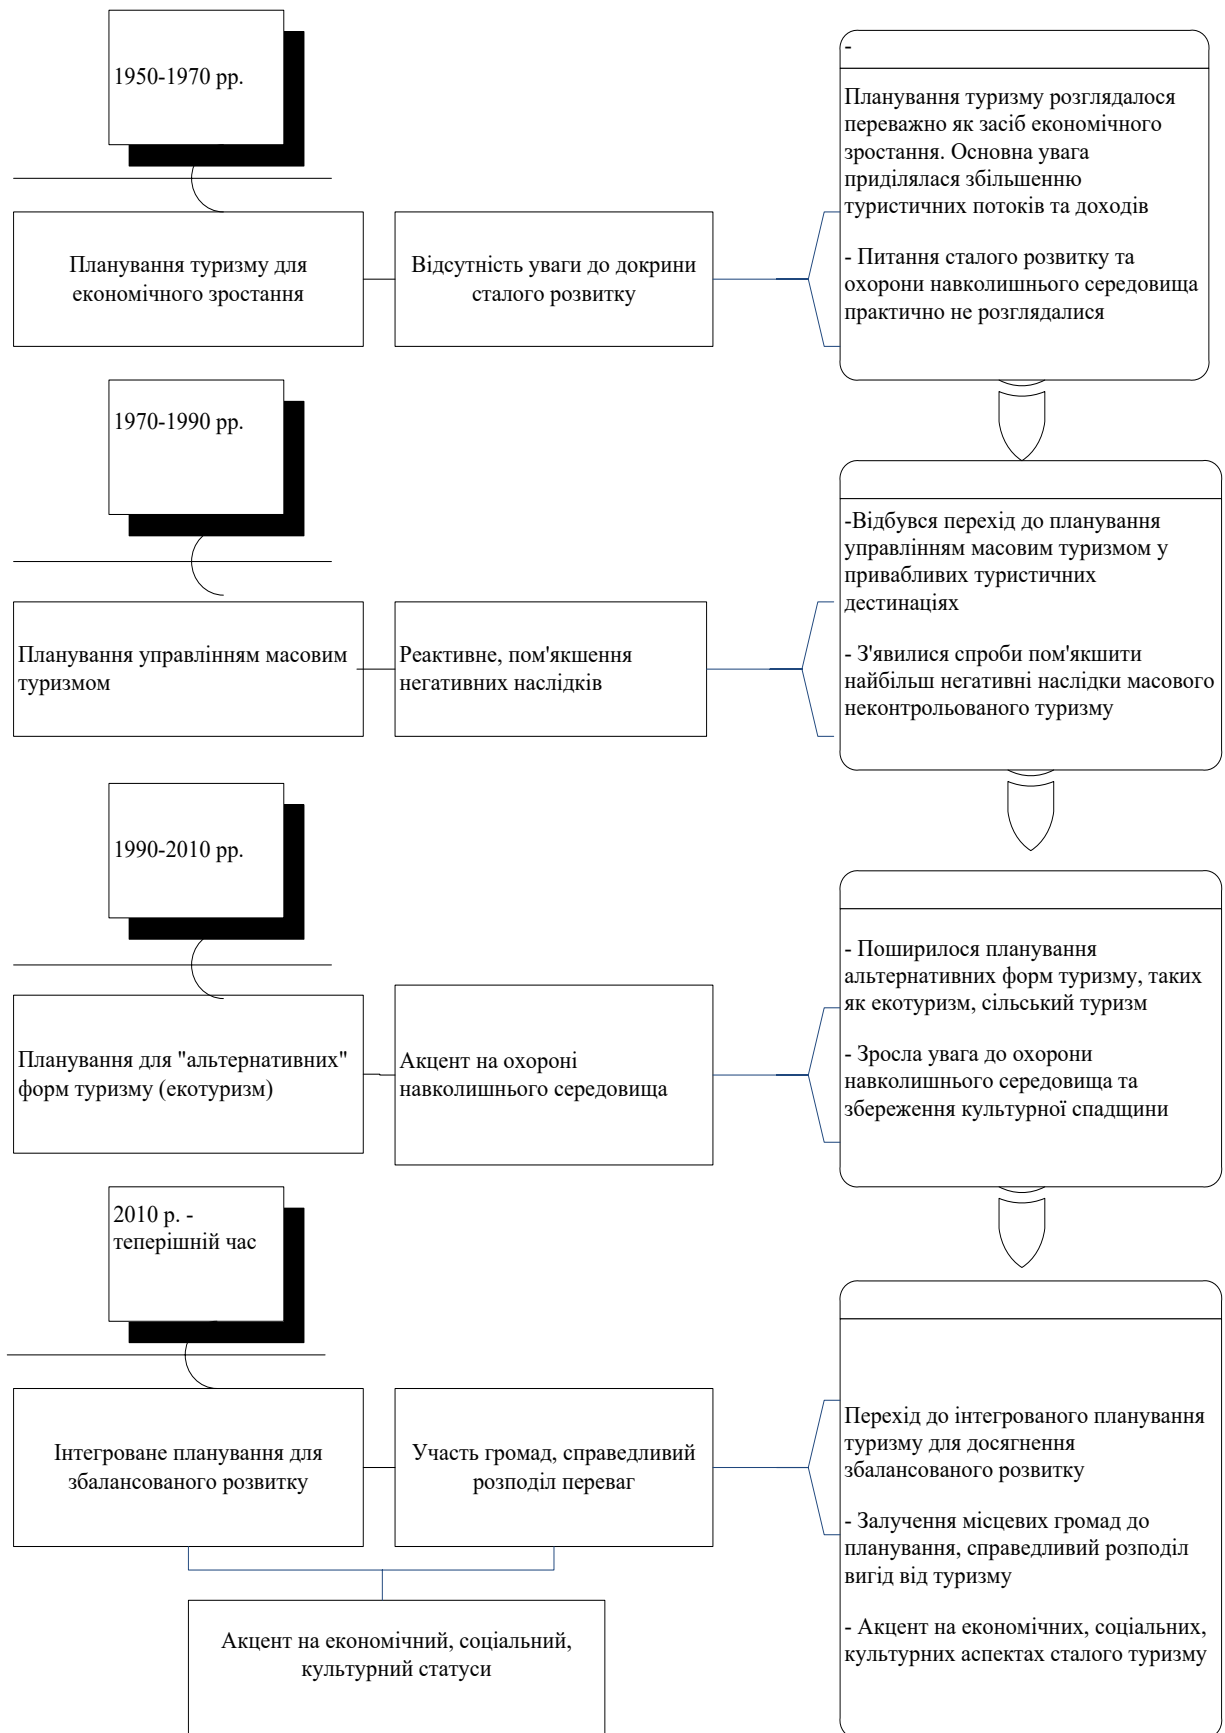 1950-1970 рр.
Планування туризму для
економічного зростання
Відсутність уваги до докрини
сталого розвитку
-
Планування туризму розглядалося
переважно як засіб економічного
зростання. Основна увага
приділялася збільшенню
туристичних потоків та доходів
- Питання сталого розвитку та
охорони навколишнього середовища
практично не розглядалися
1970-1990 рр.
Планування управлінням масовим
туризмом
Реактивне, пом'якшення
негативних наслідків
-Відбувся перехід до планування
управлінням масовим туризмом у
привабливих туристичних
дестинаціях
- З'явилися спроби пом'якшити
найбільш негативні наслідки масового
неконтрольованого туризму
1990-2010 рр.
Планування для "альтернативних"
форм туризму (екотуризм)
Акцент на охороні
навколишнього середовища
- Поширилося планування
альтернативних форм туризму, таких
як екотуризм, сільський туризм
- Зросла увага до охорони
навколишнього середовища та
збереження культурної спадщини
2010 р. -
теперішній час
Інтегроване планування для
збалансованого розвитку
Участь громад, справедливий
розподіл переваг
Акцент на економічний, соціальний,
культурний статуси
Перехід до інтегрованого планування
туризму для досягнення
збалансованого розвитку
- Залучення місцевих громад до
планування, справедливий розподіл
вигід від туризму
- Акцент на економічних, соціальних,
культурних аспектах сталого туризму